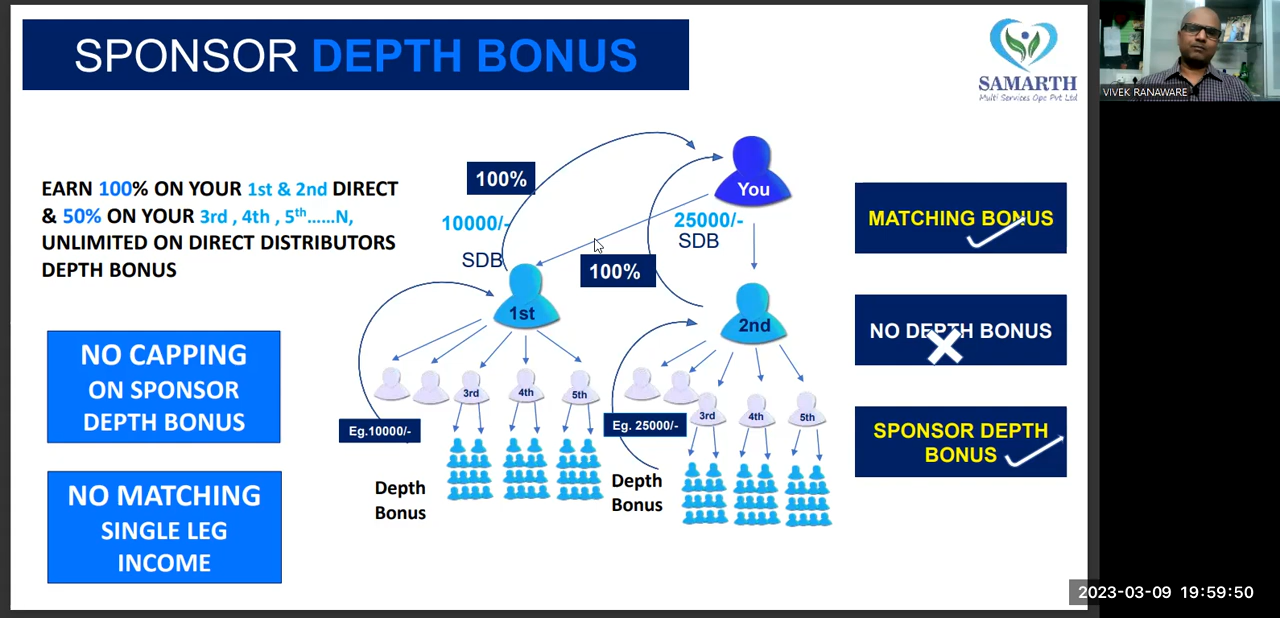 SPONSOR DEPTH BONUS
SAMARTH
Multi Services Opc Pvt Ltd
VIVEK RANAWARE
EARN 100% ON YOUR 1st & 2nd DIRECT
& 50% ON YOUR 3rd , 4th , 5th......N,
UNLIMITED ON DIRECT DISTRIBUTORS
DEPTH BONUS
NO CAPPING
ON SPONSOR
DEPTH BONUS
NO MATCHING
SINGLE LEG
INCOME
100%
10000/-
SDB
You
25000/-
SDB
100%
1st
2nd
3rd
4th
5th
3rd
4th
5th
Eg.10000/-
Eg. 25000/-
Depth
Bonus
Depth
Bonus
MATCHING BONUS
NO DEPTH BONUS
SPONSOR DEPTH
BONUS
2023-03-09 19:59:50